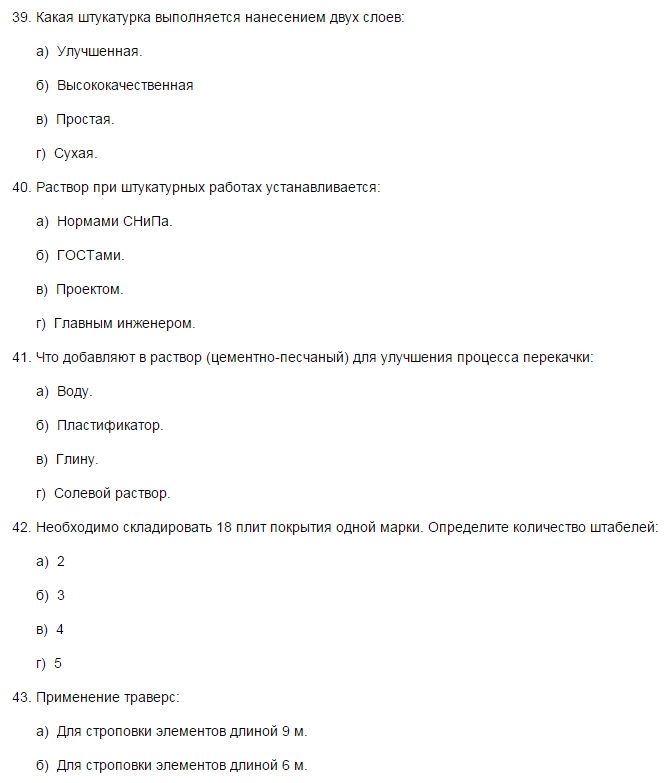 39. Какая штукатурка выполняется нанесением двух слоев:
а) Улучшенная.
б) Высококачественная
в) Простая.
г) Сухая.
40. Раствор при штукатурных работах устанавливается:
а) Нормами СНиПа.
б) ГОСТами.
в) Проектом.
г) Главным инженером.
41. Что добавляют в раствор (цементно-песчаный) для улучшения процесса перекачки:
а) Воду.
б) Пластификатор.
в) Глину.
г) Солевой раствор.
42. Необходимо складировать 18 плит покрытия одной марки. Определите количество штабелей:
а) 2
б) 3
в) 4
г) 5
43. Применение траверс:
а) Для строповки элементов длиной 9 м.
б) Для строповки элементов длиной 6 м.